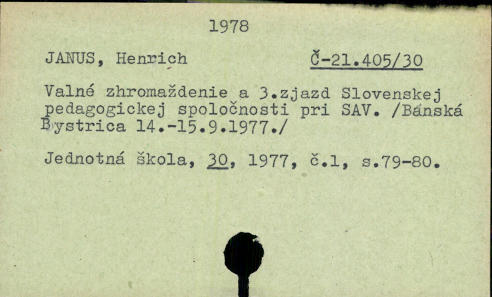 1978
JANUS, Henrich Č-21.405/30
Valné zhromaždenie a 3.zjazd Slovenskej
pedagogickej spoločnosti pri SAV. /Banská
Bystrica 14.-15.9.1977./
Jednotná škola, 30, 1977, č.1, s.79-80.